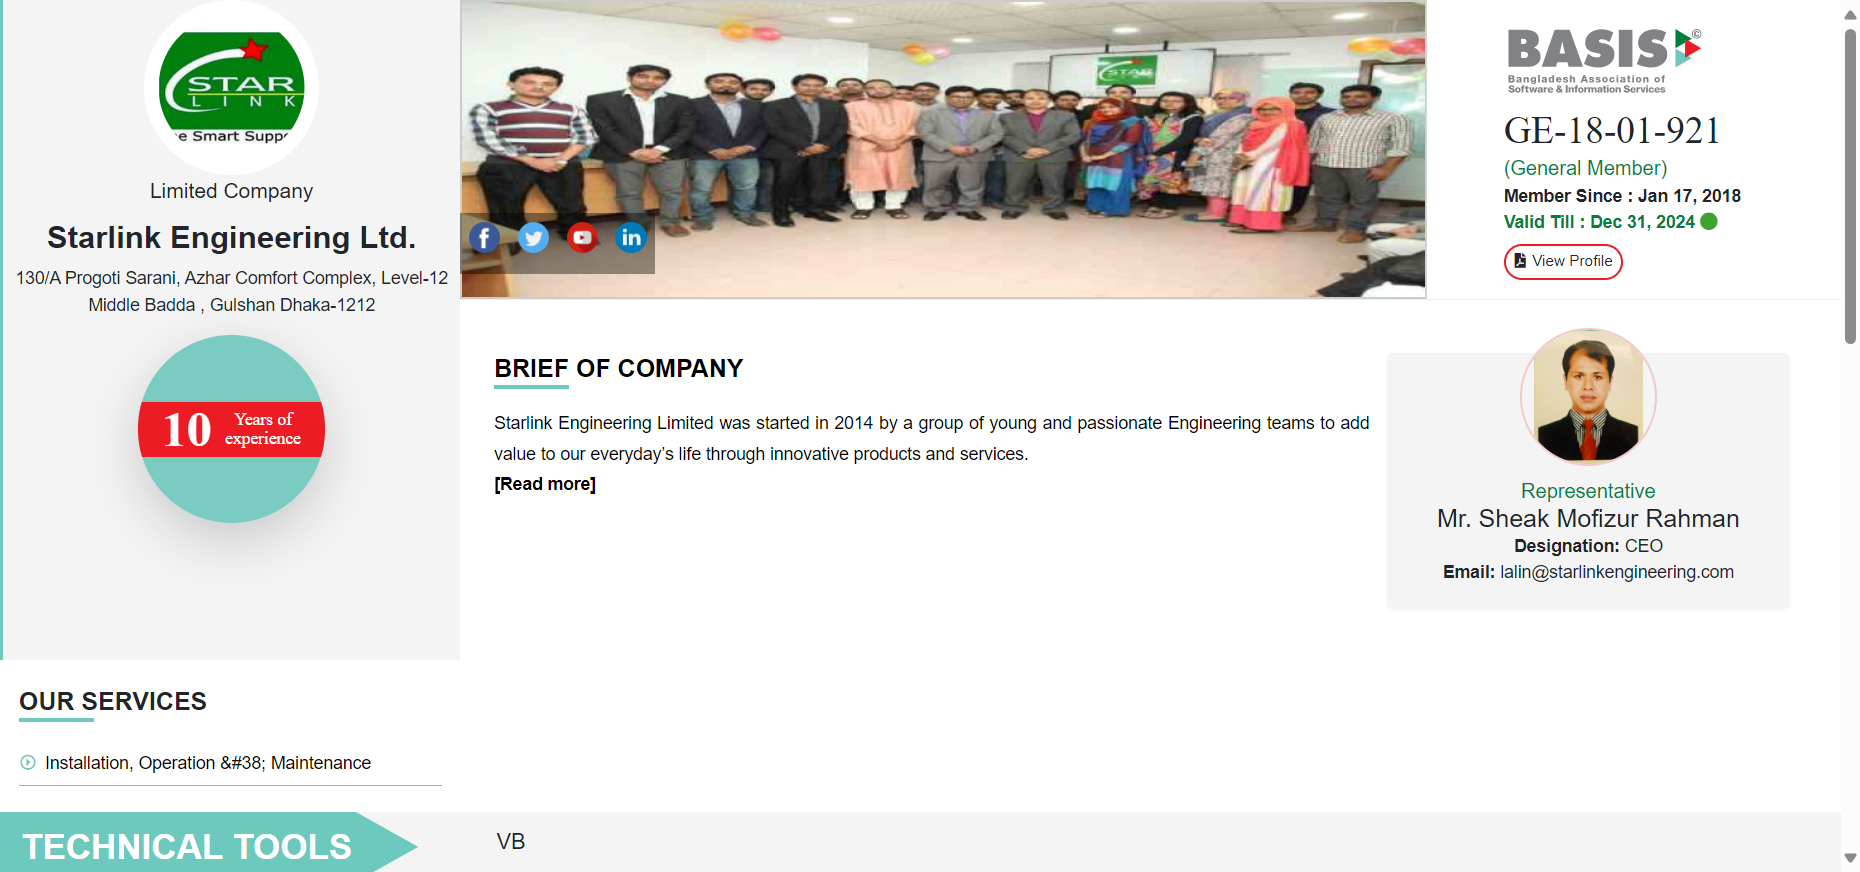 STAR
LINK
e Smart Supp
Limited Company
Starlink Engineering Ltd.
130/A Progoti Sarani, Azhar Comfort Complex, Level-12
Middle Badda , Gulshan Dhaka-1212
10 Years of
experience
OUR SERVICES
Installation, Operation &#38; Maintenance
TECHNICAL TOOLS
VB
STAR
BASIS ©
Bangladesh Association of
Software & Information Services
GE-18-01-921
(General Member)
Member Since : Jan 17, 2018
Valid Till : Dec 31, 2024
View Profile
BRIEF OF COMPANY
Starlink Engineering Limited was started in 2014 by a group of young and passionate Engineering teams to add
value to our everyday’s life through innovative products and services.
[Read more]
Representative
Mr. Sheak Mofizur Rahman
Designation: CEO
Email: lalin@starlinkengineering.com